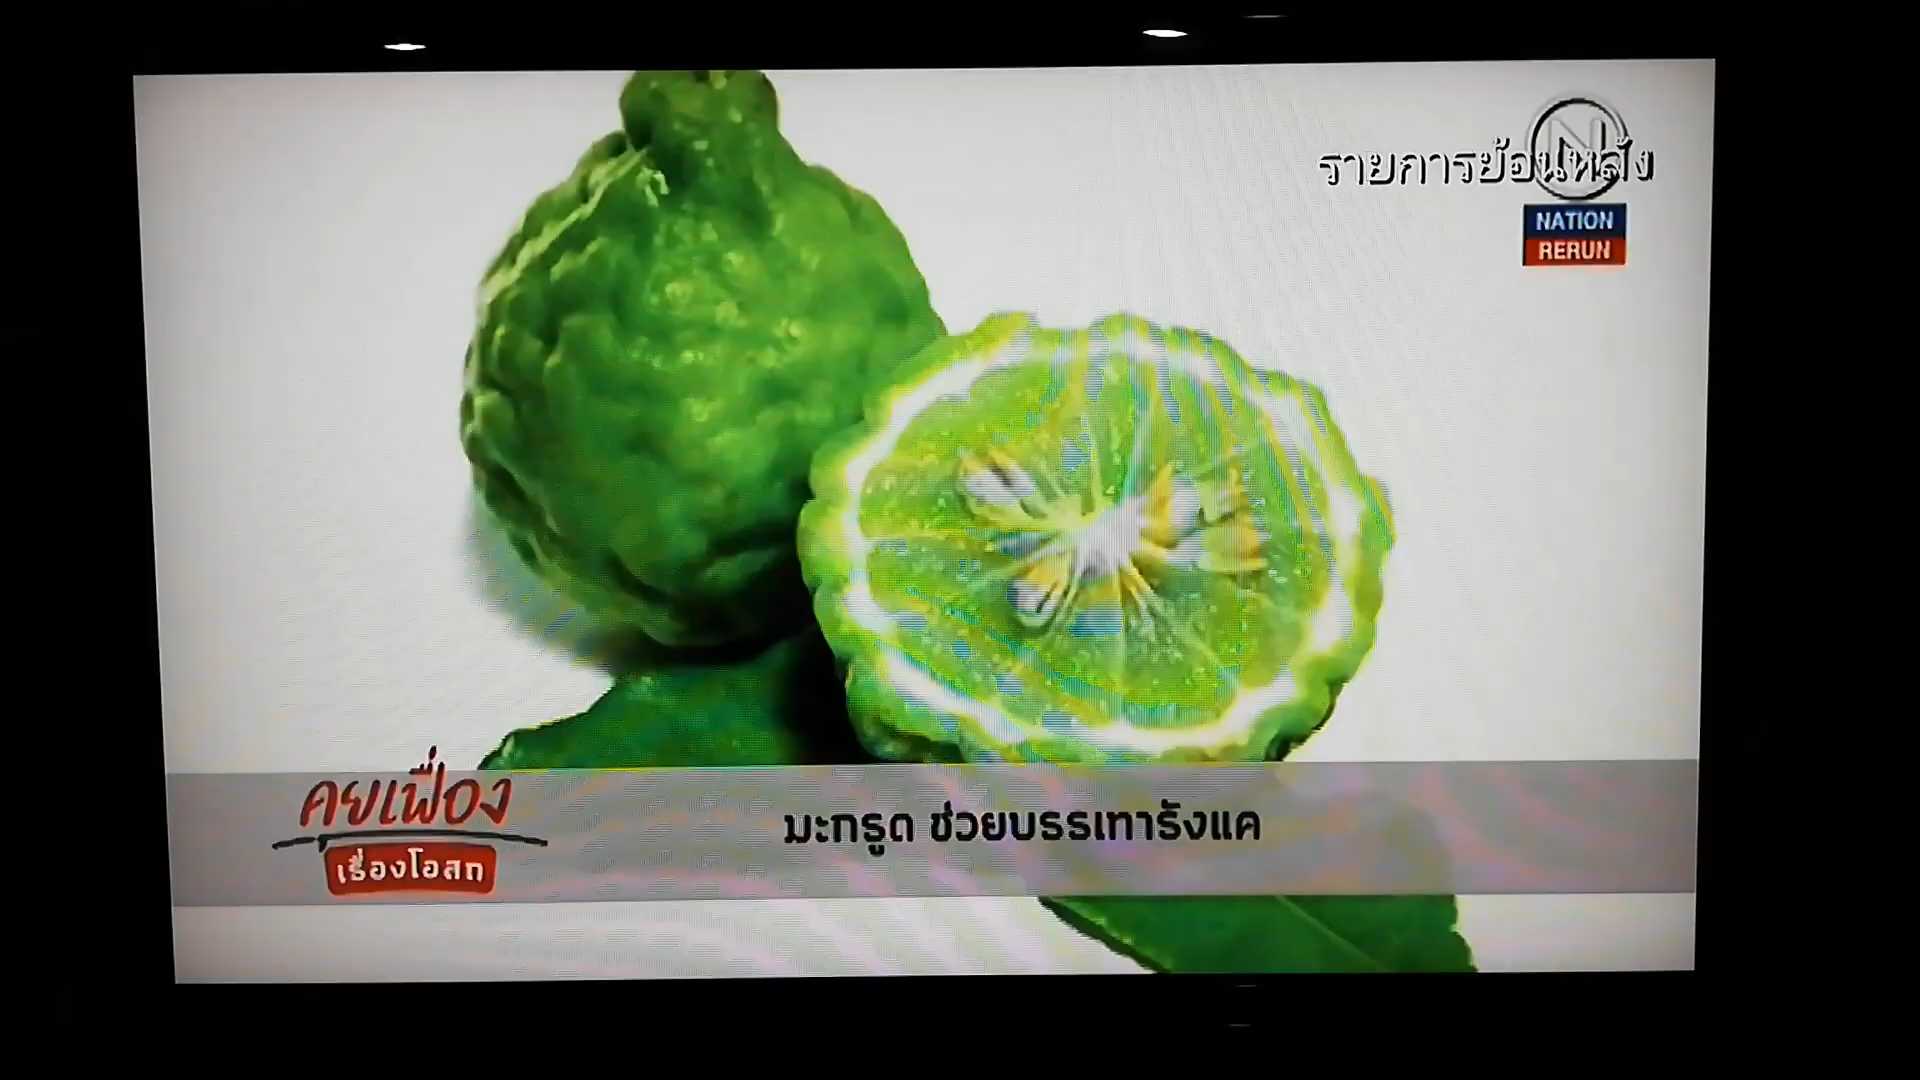 รายการย้อนหลัง
N
NATION
RERUN
คุยเฟื่อง
เรื่องโอสถ
มะกรูด ช่วยบรรเทารังแค